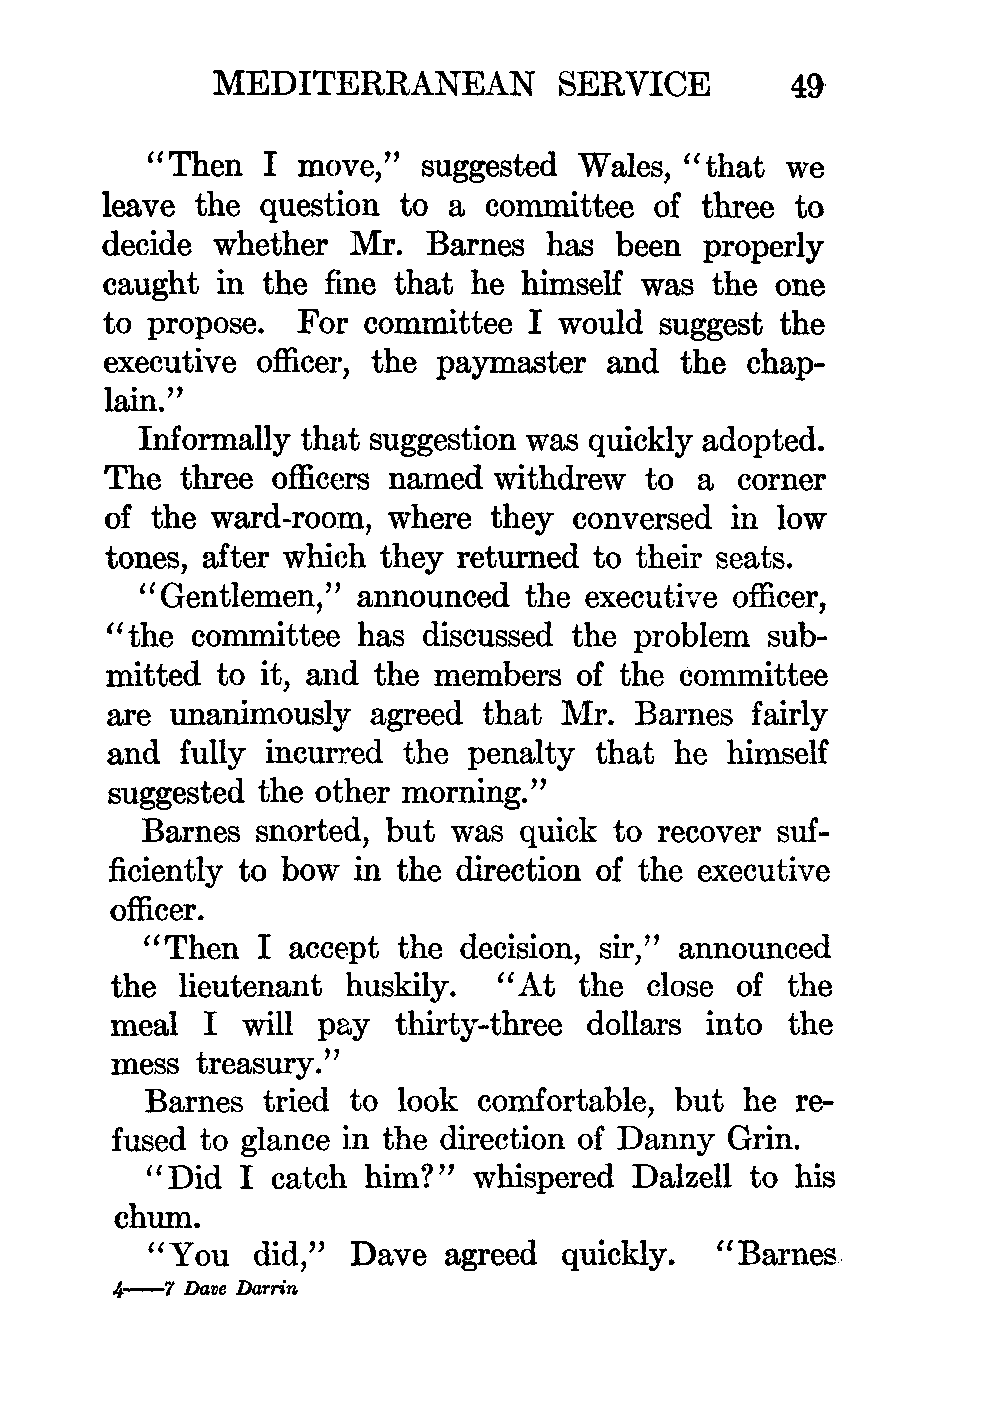 MEDITERRANEAN SERVICE 49
“Then I move,” suggested Wales, “that we
leave the question to a committee of three to
decide whether Mr. Barnes has been properly
caught in the fine that he himself was the one
to propose. For committee I would suggest the
executive officer, the paymaster and the chap-
lain.”
Informally that suggestion was quickly adopted.
The three officers named withdrew to a corner
of the ward-room, where they conversed in low
tones, after which they returned to their seats.
“Gentlemen,” announced the executive officer,
“the committee has discussed the problem sub-
mitted to it, and the members of the committee
are unanimously agreed that Mr. Barnes fairly
and fully incurred the penalty that he himself
suggested the other morning.”
Barnes snorted, but was quick to recover suf-
ficiently to bow in the direction of the executive
officer.
“Then I accept the decision, sir,” announced
the lieutenant huskily. “At the close of the
meal I will pay thirty-three dollars into the
mess treasury.”
Barnes tried to look comfortable, but he re-
fused to glance in the direction of Danny Grin.
“Did I catch him?” whispered Dalzell to his
chum.
“You did,” Dave agreed quickly. “Barnes
4——7 Dave Darrin